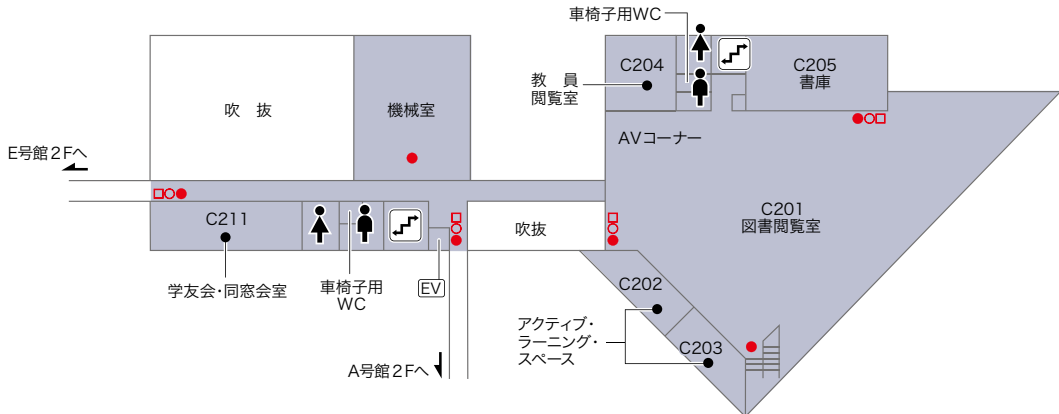 車椅子用WC
C204
C205
書庫
教 員
閲覧室
吹 抜
機械室
AVコーナー
E号館2Fへ
C211
C201
図書閲覧室
吹抜
学友会・同窓会室
車椅子用
WC
EV
C202
アクティブ・
ラーニング・
スペース
C203
A号館2Fへ